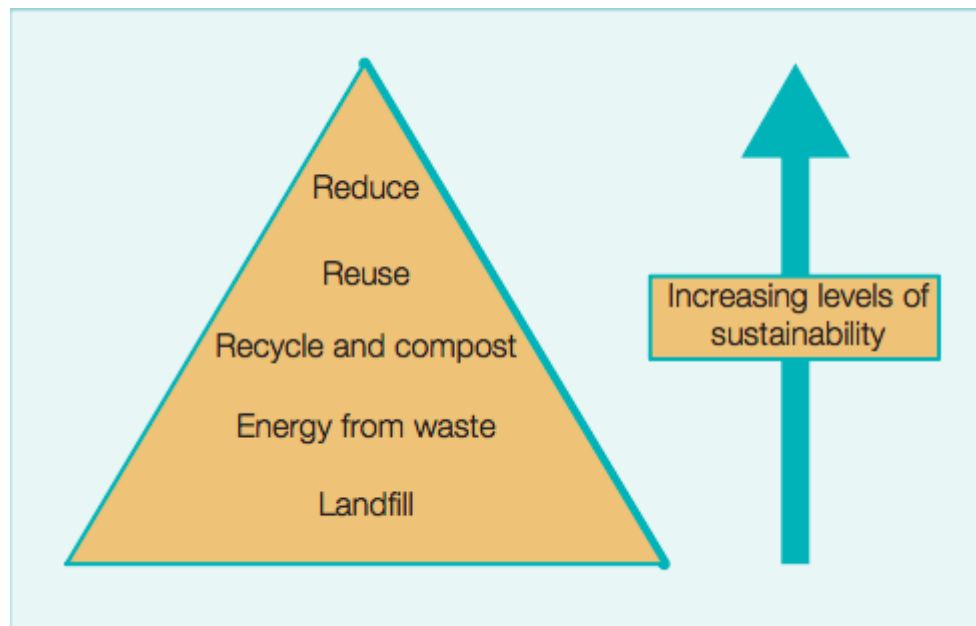 Reduce
Reuse
Recycle and compost
Energy from waste
Landfill
Increasing levels of
sustainability